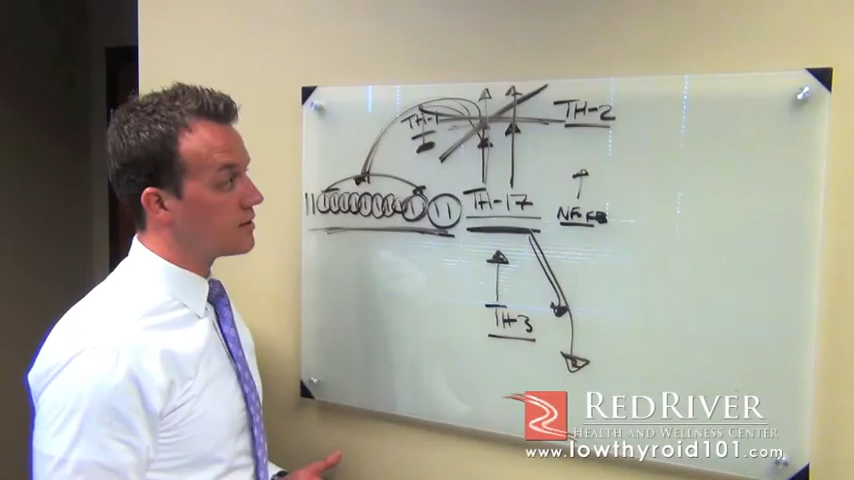 TH-1
TH-2
TH-17
NFKB
TH-3
REDRIVER
HEALTH AND WELLNESS CENTER
www.lowthyroid101.com